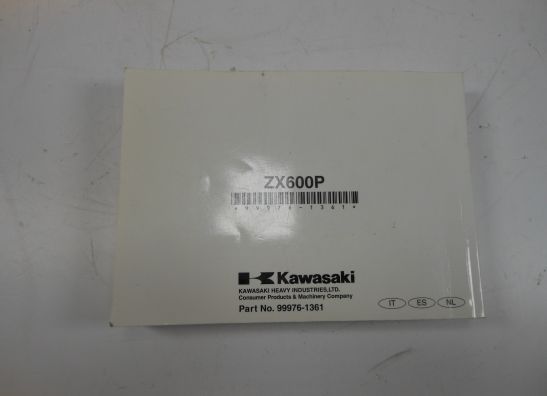 ZX600P
*99976-1361*
Kawasaki
KAWASAKI HEAVY INDUSTRIES,LTD.
Consumer Products & Machinery Company
Part No. 99976-1361
IT ES NL